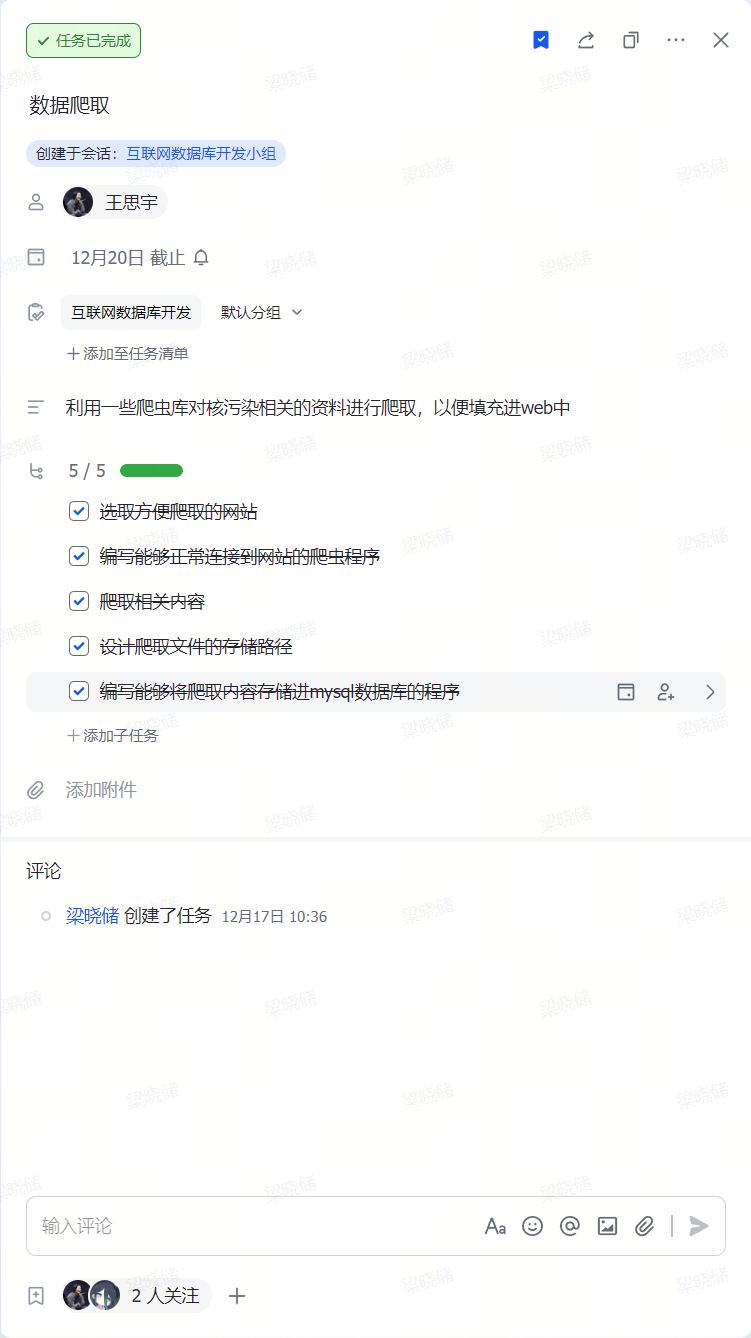 任务已完成
数据爬取
创建于会话：互联网数据库开发小组
王思宇
12月20日 截止
互联网数据库开发 默认分组
添加至任务清单
利用一些爬虫库对核污染相关的资料进行爬取，以便填充进web中
5 / 5
选取方便爬取的网站
编写能够正常连接到网站的爬虫程序
爬取相关内容
设计爬取文件的存储路径
编写能够将爬取内容存储进mysql数据库的程序
添加子任务
添加附件
评论
梁晓储 创建了任务 12月17日 10:36
输入评论 Aa
2 人关注
梁晓储